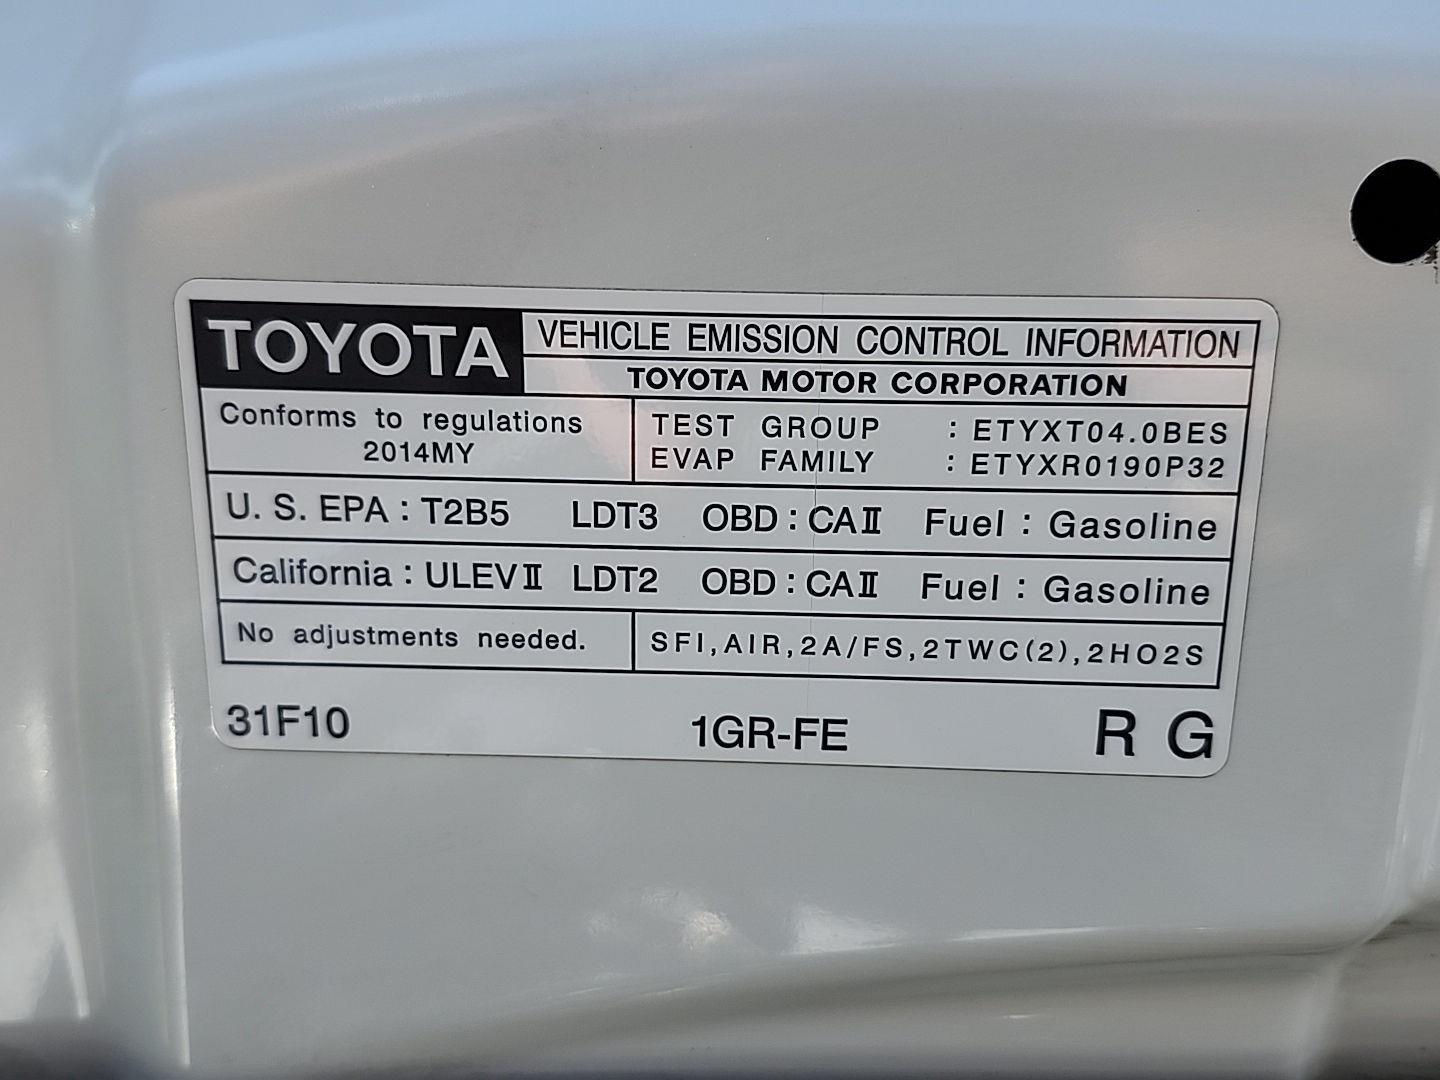 TOYOTA VEHICLE EMISSION CONTROL INFORMATION
TOYOTA MOTOR CORPORATION
Conforms to regulations
2014MY
TEST GROUP : ETYXT04.0BES
EVAP FAMILY : ETYXR0190P32
U. S. EPA : T2B5 LDT3 OBD : CAⅡ Fuel : Gasoline
California : ULEVⅡ LDT2 OBD : CAⅡ Fuel : Gasoline
No adjustments needed. SFI,AIR,2A/FS,2TWC(2),2HO2S
31F10 1GR-FE R G